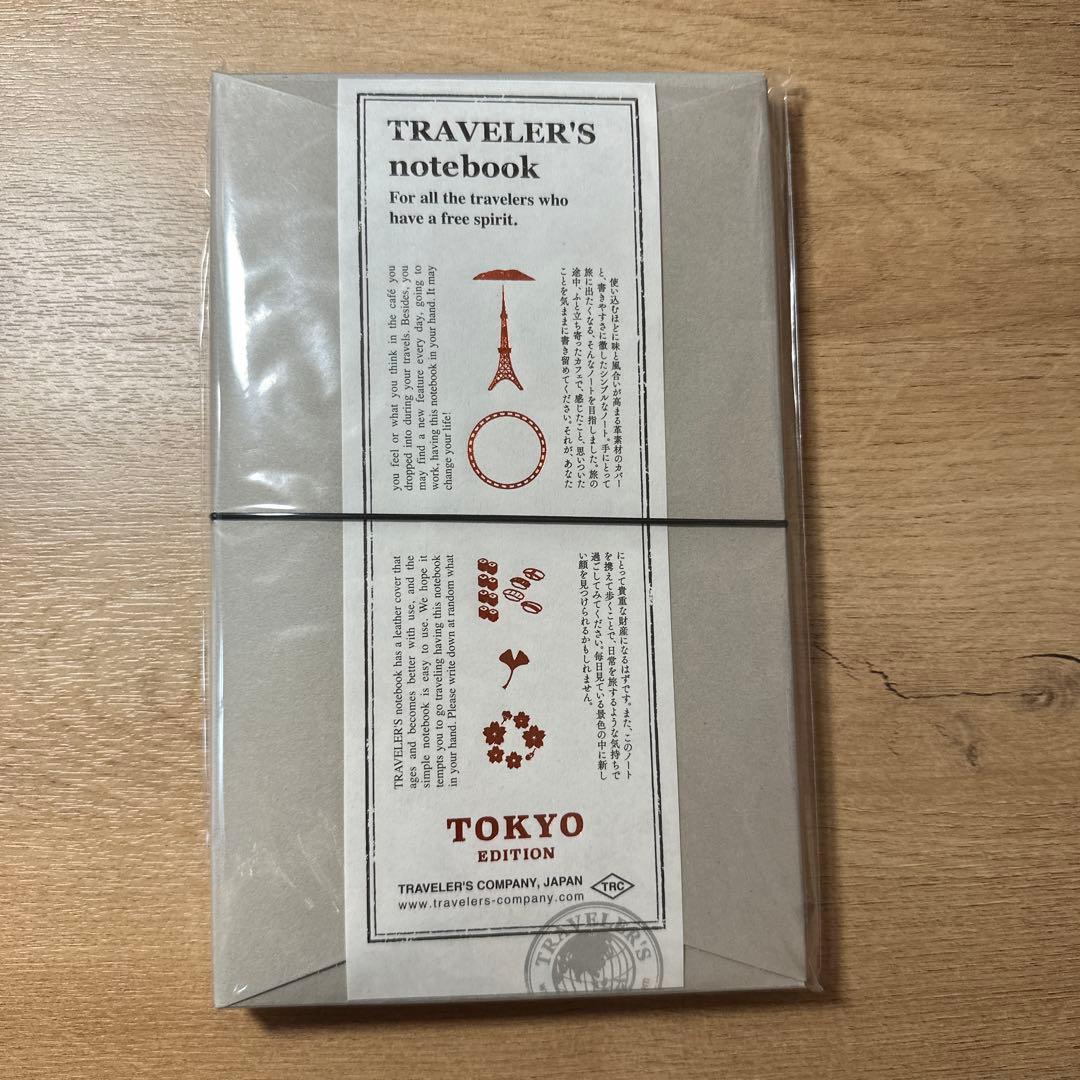 TRAVELER'S
notebook
For all the travelers who
have a free spirit.
TRAVELER'S notebook has a leather cover that
ages and becomes better with use, and the
simple notebook is easy to use. We hope it
tempts you to go traveling having this notebook
in your hand. Please write down at random what
you feel or what you think in the café you
dropped into during your travels. Besides, you
may find a new feature every day, going to
work, having this notebook in your hand. It may
change your life!
使い込むほどに味と風合いが高まる革素材のカバー
と、書きやすさに徹したシンプルなノート。手にとって
旅に出たくなる、そんなノートを目指しました。旅の
途中、ふと立ち寄ったカフェで、感じたこと、思いついた
ことを気ままに書き留めてください。それが、あなた
にとって貴重な財産になるはずです。また、このノート
を携えて歩くことで、日常を旅するような気持ちで
過ごしてみてください。毎日見ている景色の中に新し
い顔を見つけられるかもしれません。
TOKYO
EDITION
TRAVELER'S COMPANY, JAPAN
TRC
www.travelers-company.com
TRAVELER'S